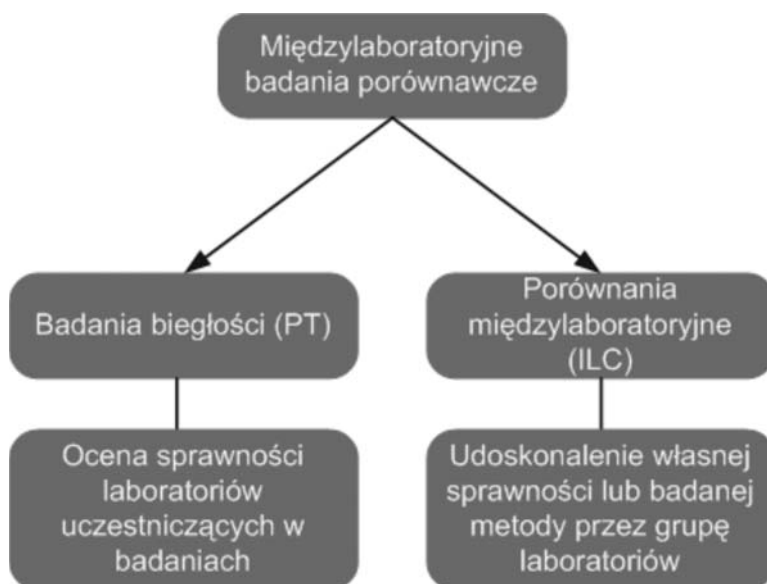 Międzylaboratoryjne
badania porównawcze
Badania biegłości (PT)
Porównania
międzylaboratoryjne
(ILC)
Ocena sprawności
laboratoriów
uczestniczących w
badaniach
Udoskonalenie własnej
sprawności lub badanej
metody przez grupę
laboratoriów